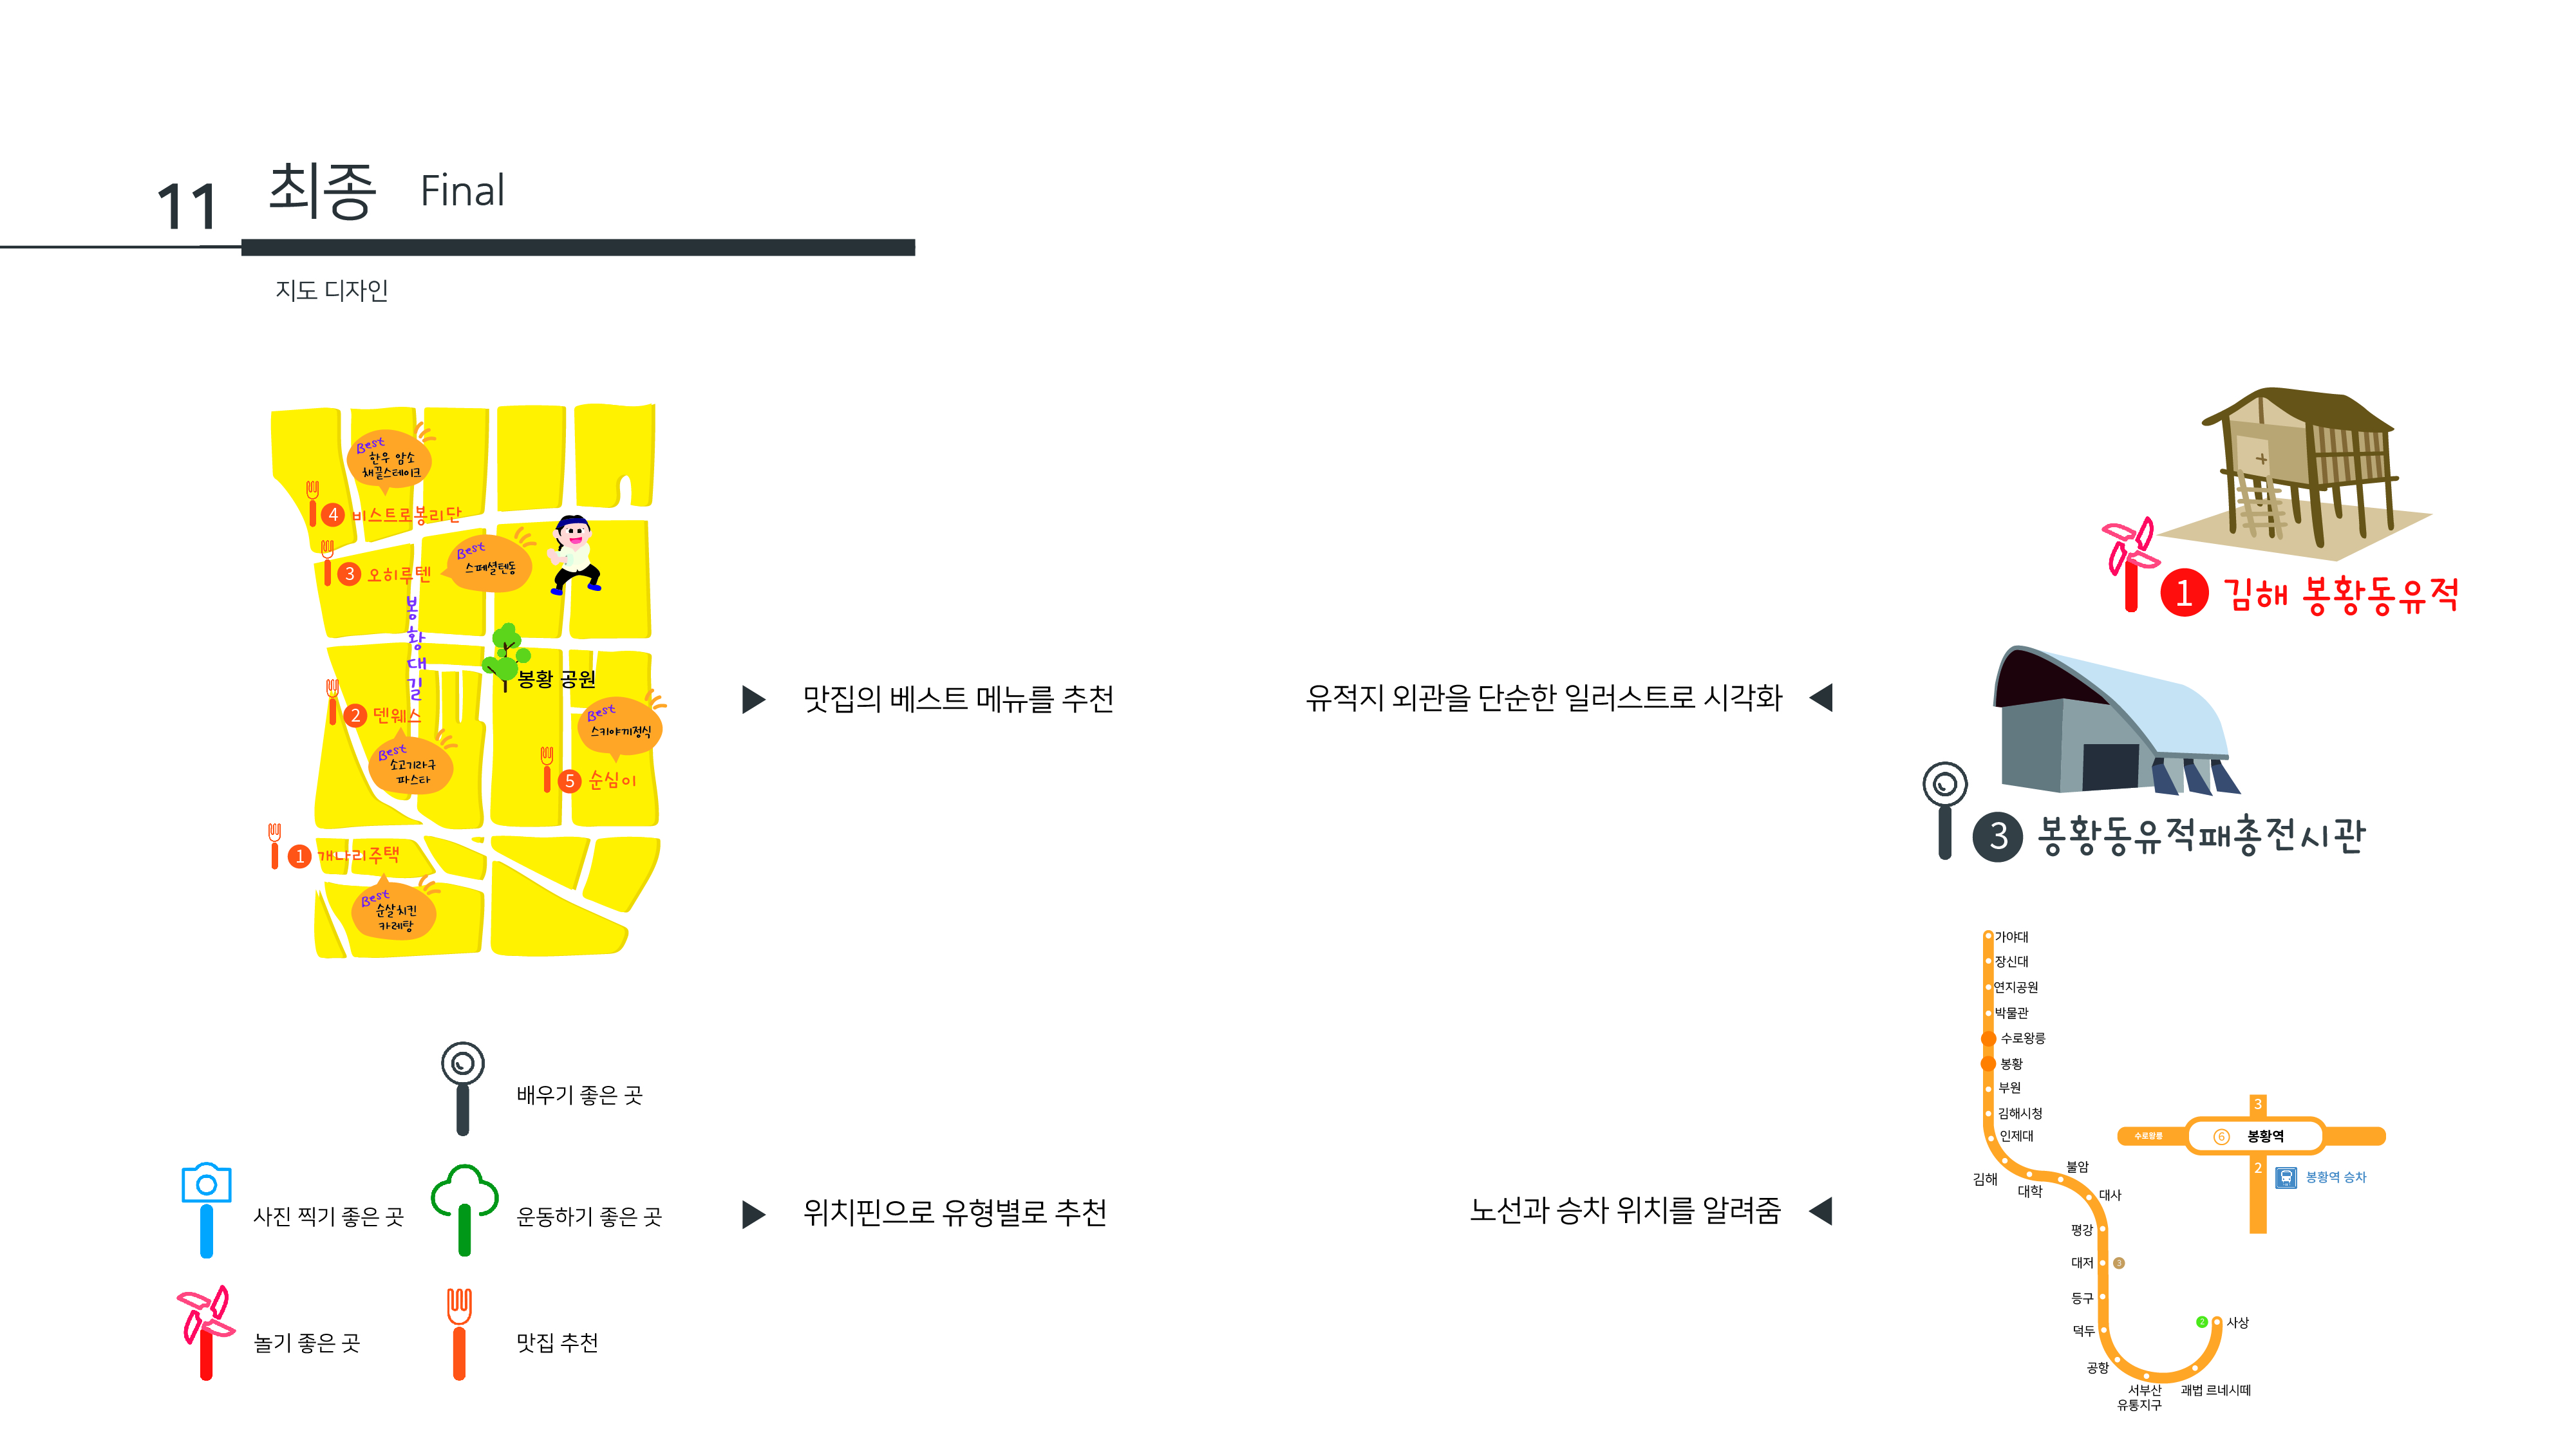 11
최종 Final
지도 디자인
Best
한우 암소
채끝스테이크
4 비스트로봉리단
Best
스페셜텐동
3 오히루텐
봉황대길
봉황 공원
2 덴웨스
Best
소고기라구
파스타
Best
스키야끼정식
5 순심이
1 개나리주택
Best
순살치킨
카레탕
맛집의 베스트 메뉴를 추천
배우기 좋은 곳
사진 찍기 좋은 곳
운동하기 좋은 곳
놀기 좋은 곳
맛집 추천
위치핀으로 유형별로 추천
유적지 외관을 단순한 일러스트로 시각화
1 김해 봉황동유적
3 봉황동유적패총전시관
노선과 승차 위치를 알려줌
가야대
장신대
연지공원
박물관
수로왕릉
봉황
부원
김해시청
인제대
김해
대학
불암
대사
평강
대저
3
등구
덕두
공항
서부산
유통지구
괘법 르네시떼
2
사상
3
수로왕릉
6 봉황역
2
봉황역 승차